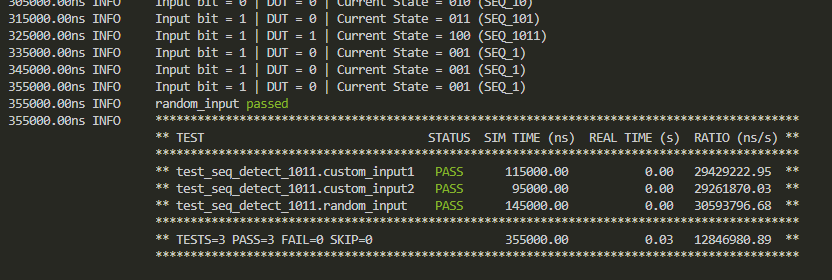 305000.00ns INFO     Input bit = 0 | DUT = 0 | Current State = 010 (SEQ_10)
315000.00ns INFO     Input bit = 1 | DUT = 0 | Current State = 011 (SEQ_101)
325000.00ns INFO     Input bit = 1 | DUT = 1 | Current State = 100 (SEQ_1011)
335000.00ns INFO     Input bit = 1 | DUT = 0 | Current State = 001 (SEQ_1)
345000.00ns INFO     Input bit = 1 | DUT = 0 | Current State = 001 (SEQ_1)
355000.00ns INFO     Input bit = 1 | DUT = 0 | Current State = 001 (SEQ_1)
355000.00ns INFO     random_input passed
355000.00ns INFO     *******************************************************************************************
** TEST                               STATUS  SIM TIME (ns)  REAL TIME (s)  RATIO (ns/s) **
*******************************************************************************************
** test_seq_detect_1011.custom_input1   PASS      115000.00           0.00   29429222.95  **
** test_seq_detect_1011.custom_input2   PASS       95000.00           0.00   29261870.03  **
** test_seq_detect_1011.random_input    PASS      145000.00           0.00   30593796.68  **
*******************************************************************************************
** TESTS=3 PASS=3 FAIL=0 SKIP=0                   355000.00           0.03   12846980.89  **
*******************************************************************************************